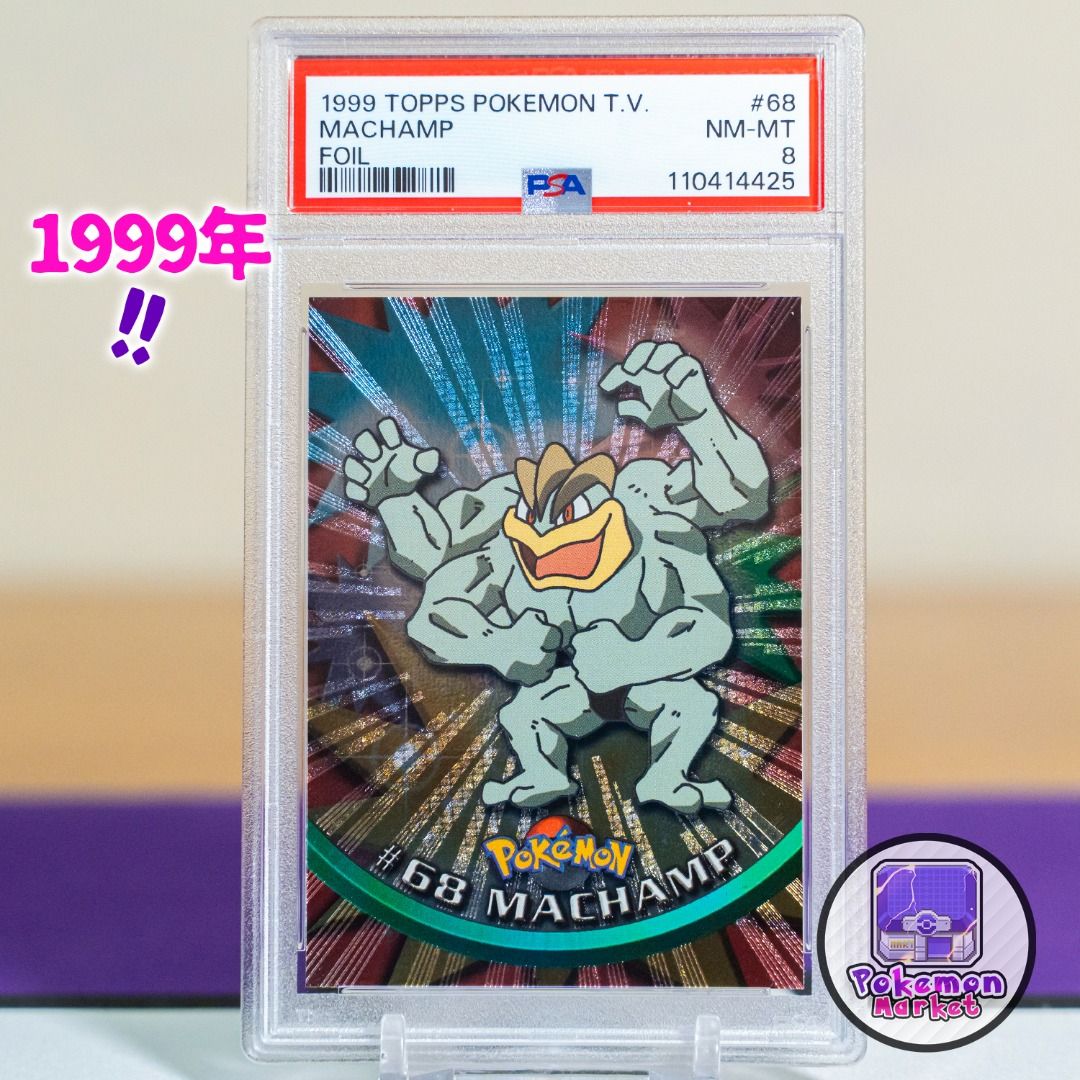 1999 TOPPS POKEMON T.V. #68
MACHAMP NM-MT
FOIL 8
PSA 110414425
1999年
!!
POKéMON
#68 MACHAMP
MART
Pokemon
Market